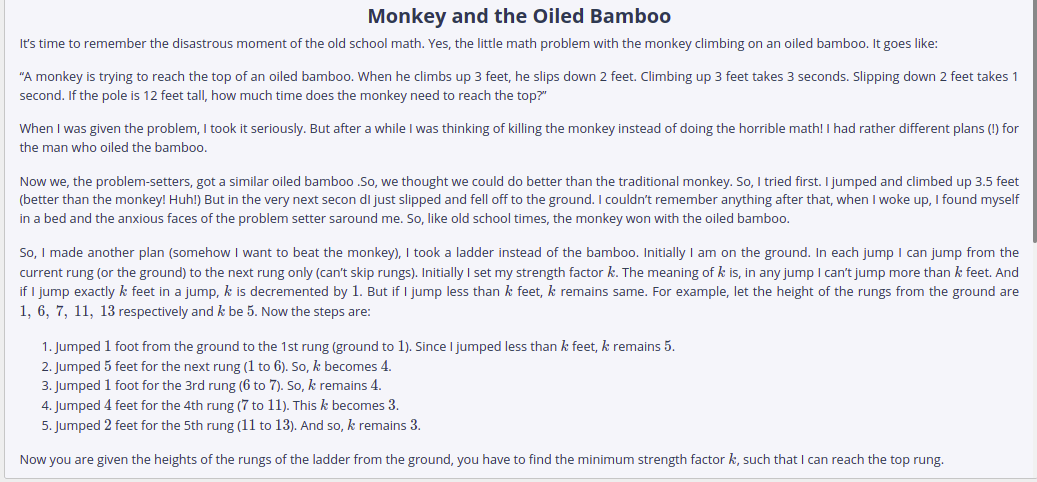 Monkey and the Oiled Bamboo
It's time to remember the disastrous moment of the old school math. Yes, the little math problem with the monkey climbing on an oiled bamboo. It goes like:
“A monkey is trying to reach the top of an oiled bamboo. When he climbs up 3 feet, he slips down 2 feet. Climbing up 3 feet takes 3 seconds. Slipping down 2 feet takes 1
second. If the pole is 12 feet tall, how much time does the monkey need to reach the top?”
When I was given the problem, I took it seriously. But after a while I was thinking of killing the monkey instead of doing the horrible math! I had rather different plans (!) for
the man who oiled the bamboo.
Now we, the problem-setters, got a similar oiled bamboo .So, we thought we could do better than the traditional monkey. So, I tried first. I jumped and climbed up 3.5 feet
(better than the monkey! Huh!) But in the very next secon dI just slipped and fell off to the ground. I couldn't remember anything after that, when I woke up, I found myself
in a bed and the anxious faces of the problem setter saround me. So, like old school times, the monkey won with the oiled bamboo.
So, I made another plan (somehow I want to beat the monkey), I took a ladder instead of the bamboo. Initially I am on the ground. In each jump I can jump from the
current rung (or the ground) to the next rung only (can't skip rungs). Initially I set my strength factor k. The meaning of k is, in any jump I can't jump more than k feet. And
if I jump exactly k feet in a jump, k is decremented by 1. But if I jump less than k feet, k remains same. For example, let the height of the rungs from the ground are
1, 6, 7, 11, 13 respectively and k be 5. Now the steps are:
1. Jumped 1 foot from the ground to the 1st rung (ground to 1). Since I jumped less than k feet, k remains 5.
2. Jumped 5 feet for the next rung (1 to 6). So, k becomes 4.
3. Jumped 1 foot for the 3rd rung (6 to 7). So, k remains 4.
4. Jumped 4 feet for the 4th rung (7 to 11). This k becomes 3.
5. Jumped 2 feet for the 5th rung (11 to 13). And so, k remains 3.
Now you are given the heights of the rungs of the ladder from the ground, you have to find the minimum strength factor k, such that I can reach the top rung.